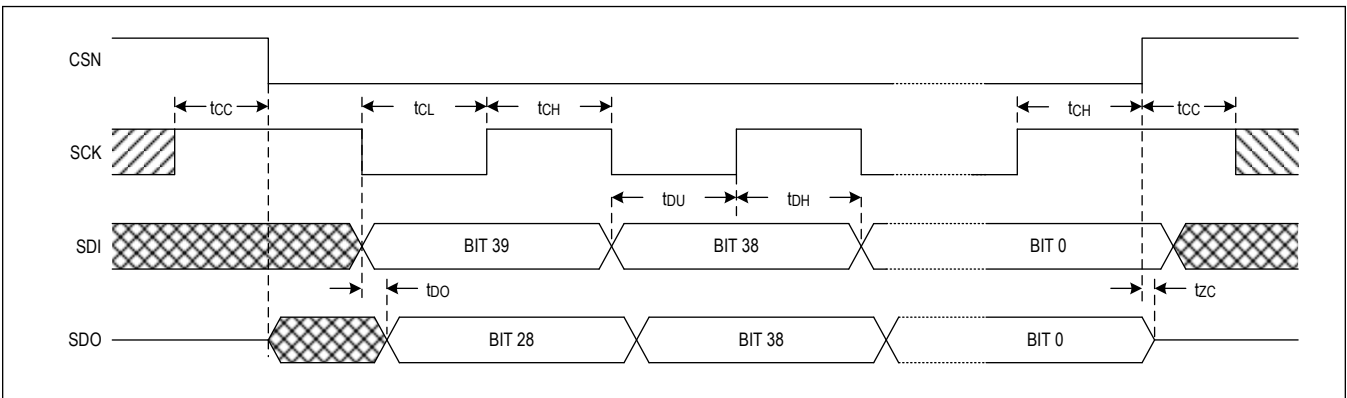 CSN
tCC tCL tCH tCH tCC
SCK
tDU tDH
SDI BIT 39 BIT 38 BIT 0
tDO tZC
SDO BIT 28 BIT 38 BIT 0